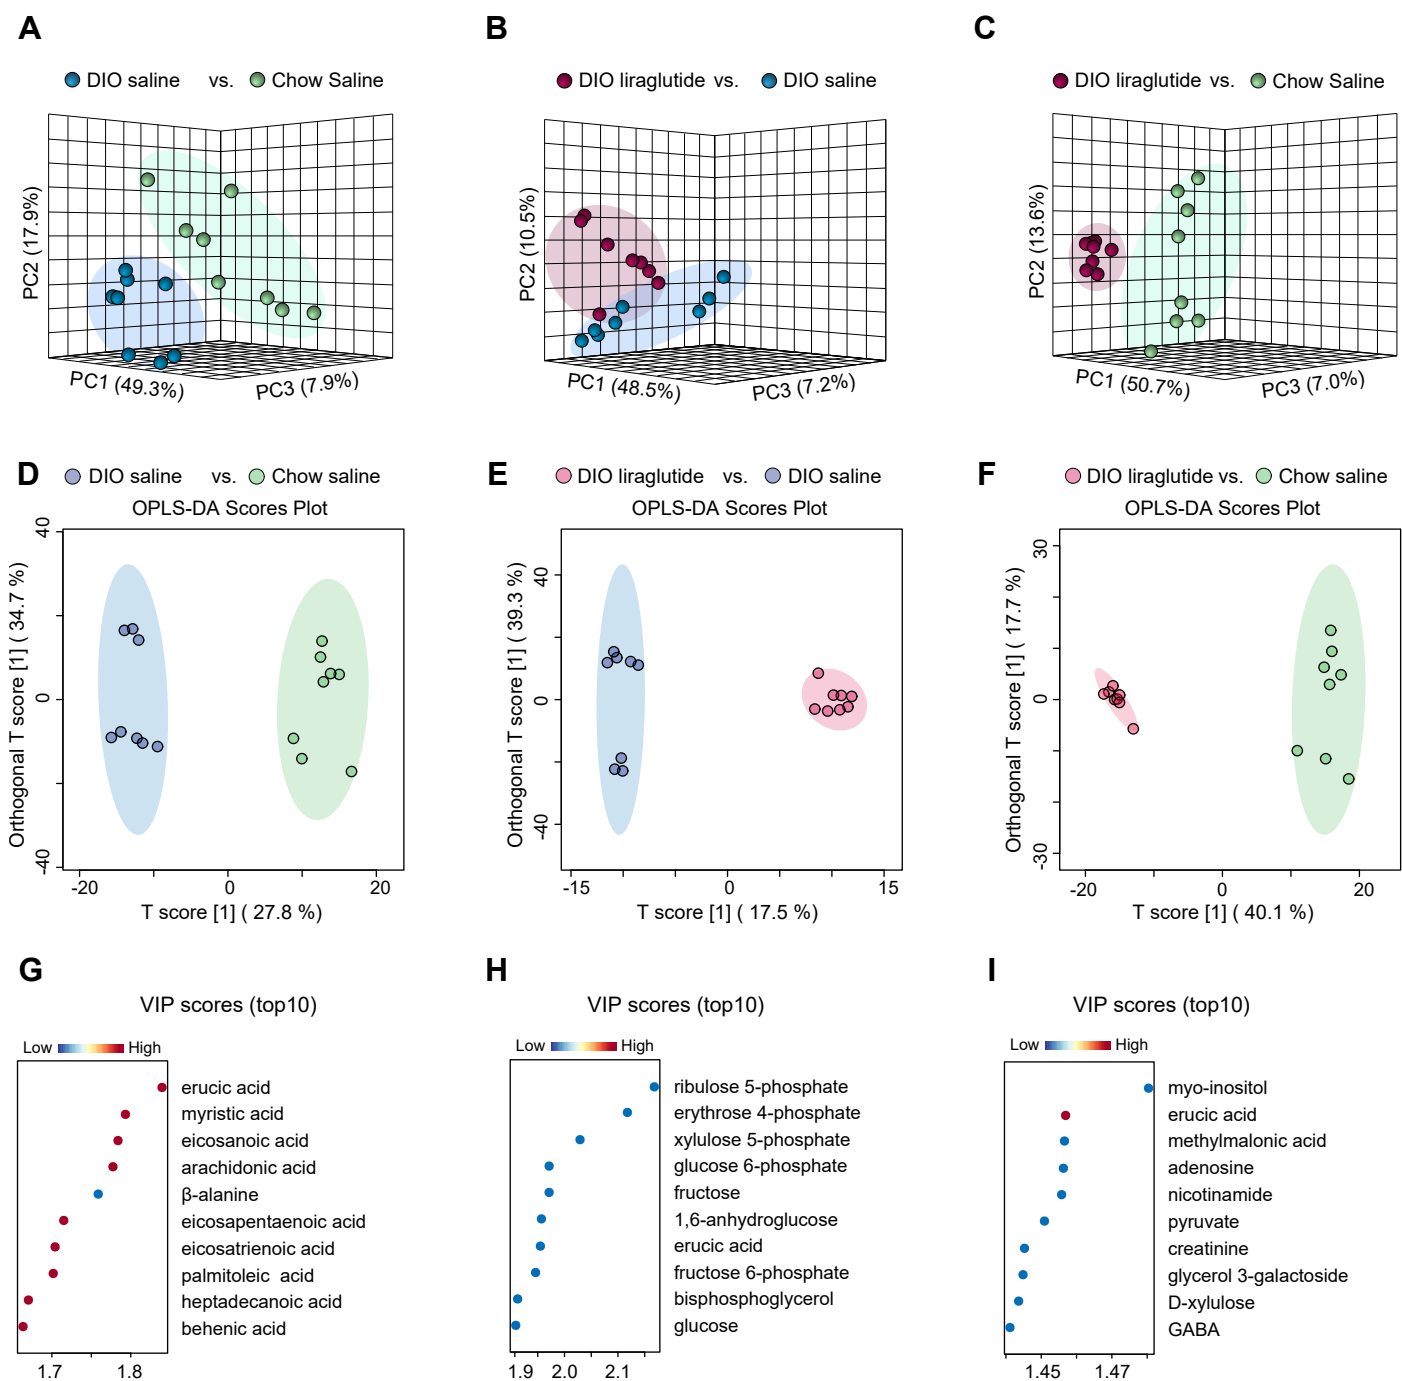 A
B
C
DIO saline vs. Chow Saline
DIO liraglutide vs. DIO saline
DIO liraglutide vs. Chow Saline
PC2 (17.9%)
PC1 (49.3%)
PC3 (7.9%)
PC2 (10.5%)
PC1 (48.5%)
PC3 (7.2%)
PC2 (13.6%)
PC1 (50.7%)
PC3 (7.0%)
D
DIO saline vs. Chow saline
OPLS-DA Scores Plot
Orthogonal T score [1] ( 34.7 %)
40
0
-40
-20 0 20
T score [1] ( 27.8 %)
E
DIO liraglutide vs. DIO saline
OPLS-DA Scores Plot
Orthogonal T score [1] ( 39.3 %)
40
0
-40
-15 0 15
T score [1] ( 17.5 %)
F
DIO liraglutide vs. Chow saline
OPLS-DA Scores Plot
Orthogonal T score [1] ( 17.7 %)
30
0
-30
-20 0 20
T score [1] ( 40.1 %)
G
VIP scores (top10)
Low High
erucic acid
myristic acid
eicosanoic acid
arachidonic acid
β-alanine
eicosapentaenoic acid
eicosatrienoic acid
palmitoleic acid
heptadecanoic acid
behenic acid
1.7 1.8
H
VIP scores (top10)
Low High
ribulose 5-phosphate
erythrose 4-phosphate
xylulose 5-phosphate
glucose 6-phosphate
fructose
1,6-anhydroglucose
erucic acid
fructose 6-phosphate
bisphosphoglycerol
glucose
1.9 2.0 2.1
I
VIP scores (top10)
Low High
myo-inositol
erucic acid
methylmalonic acid
adenosine
nicotinamide
pyruvate
creatinine
glycerol 3-galactoside
D-xylulose
GABA
1.45 1.47